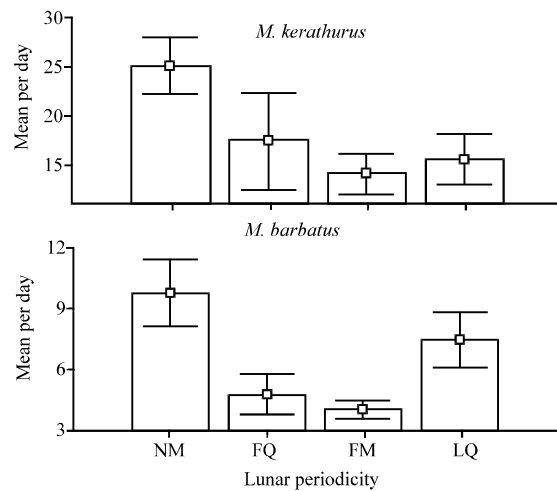 M. kerathurus
Mean per day
30
25
20
15
M. barbatus
Mean per day
12
9
6
3
NM FQ FM LQ
Lunar periodicity